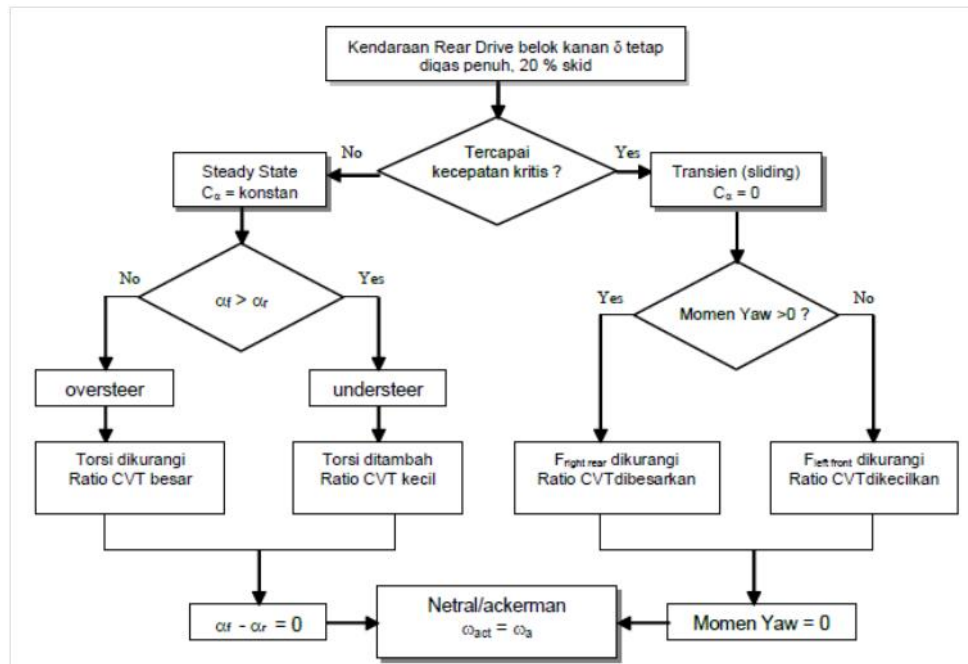 Kendaraan Rear Drive belok kanan δ tetap
digas penuh, 20 % skid
Tercapai
kecepatan kritis ?
No
Yes
Steady State
Cα = konstan
Transien (sliding)
Cα = 0
No
Yes
αf > αr
Yes
No
Momen Yaw >0 ?
oversteer
understeer
Torsi dikurangi
Ratio CVT besar
Torsi ditambah
Ratio CVT kecil
Fright rear dikurangi
Ratio CVTdibesarkan
Fleft front dikurangi
Ratio CVTdikecilkan
αf - αr = 0
Netral/ackerman
ωact = ωa
Momen Yaw = 0